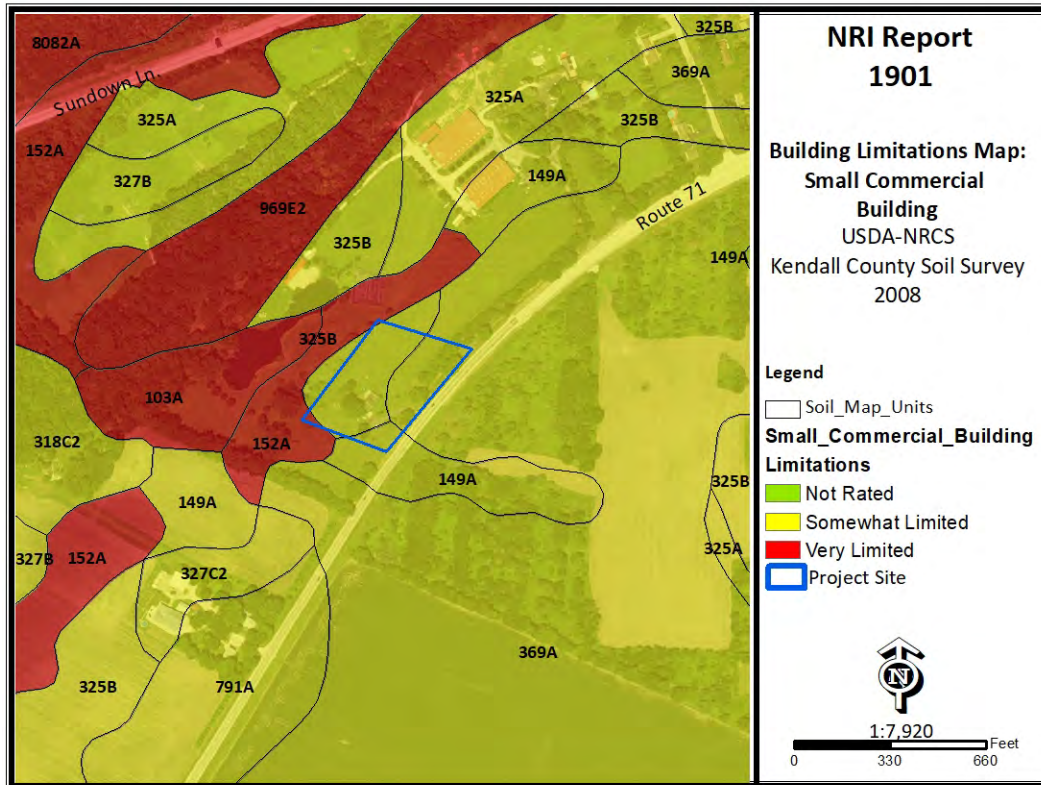 8082A
Sundown Ln.
325A
152A
327B
969E2
325B
325A
325B
369A
325B
149A
Route 71
149A
325B
103A
152A
318C2
149A
149A
325B
325A
327B
152A
327C2
369A
325B
791A
NRI Report
1901
Building Limitations Map:
Small Commercial
Building
USDA-NRCS
Kendall County Soil Survey
2008
Legend
Soil_Map_Units
Small_Commercial_Building
Limitations
Not Rated
Somewhat Limited
Very Limited
Project Site
N
1:7,920
Feet
0 330 660